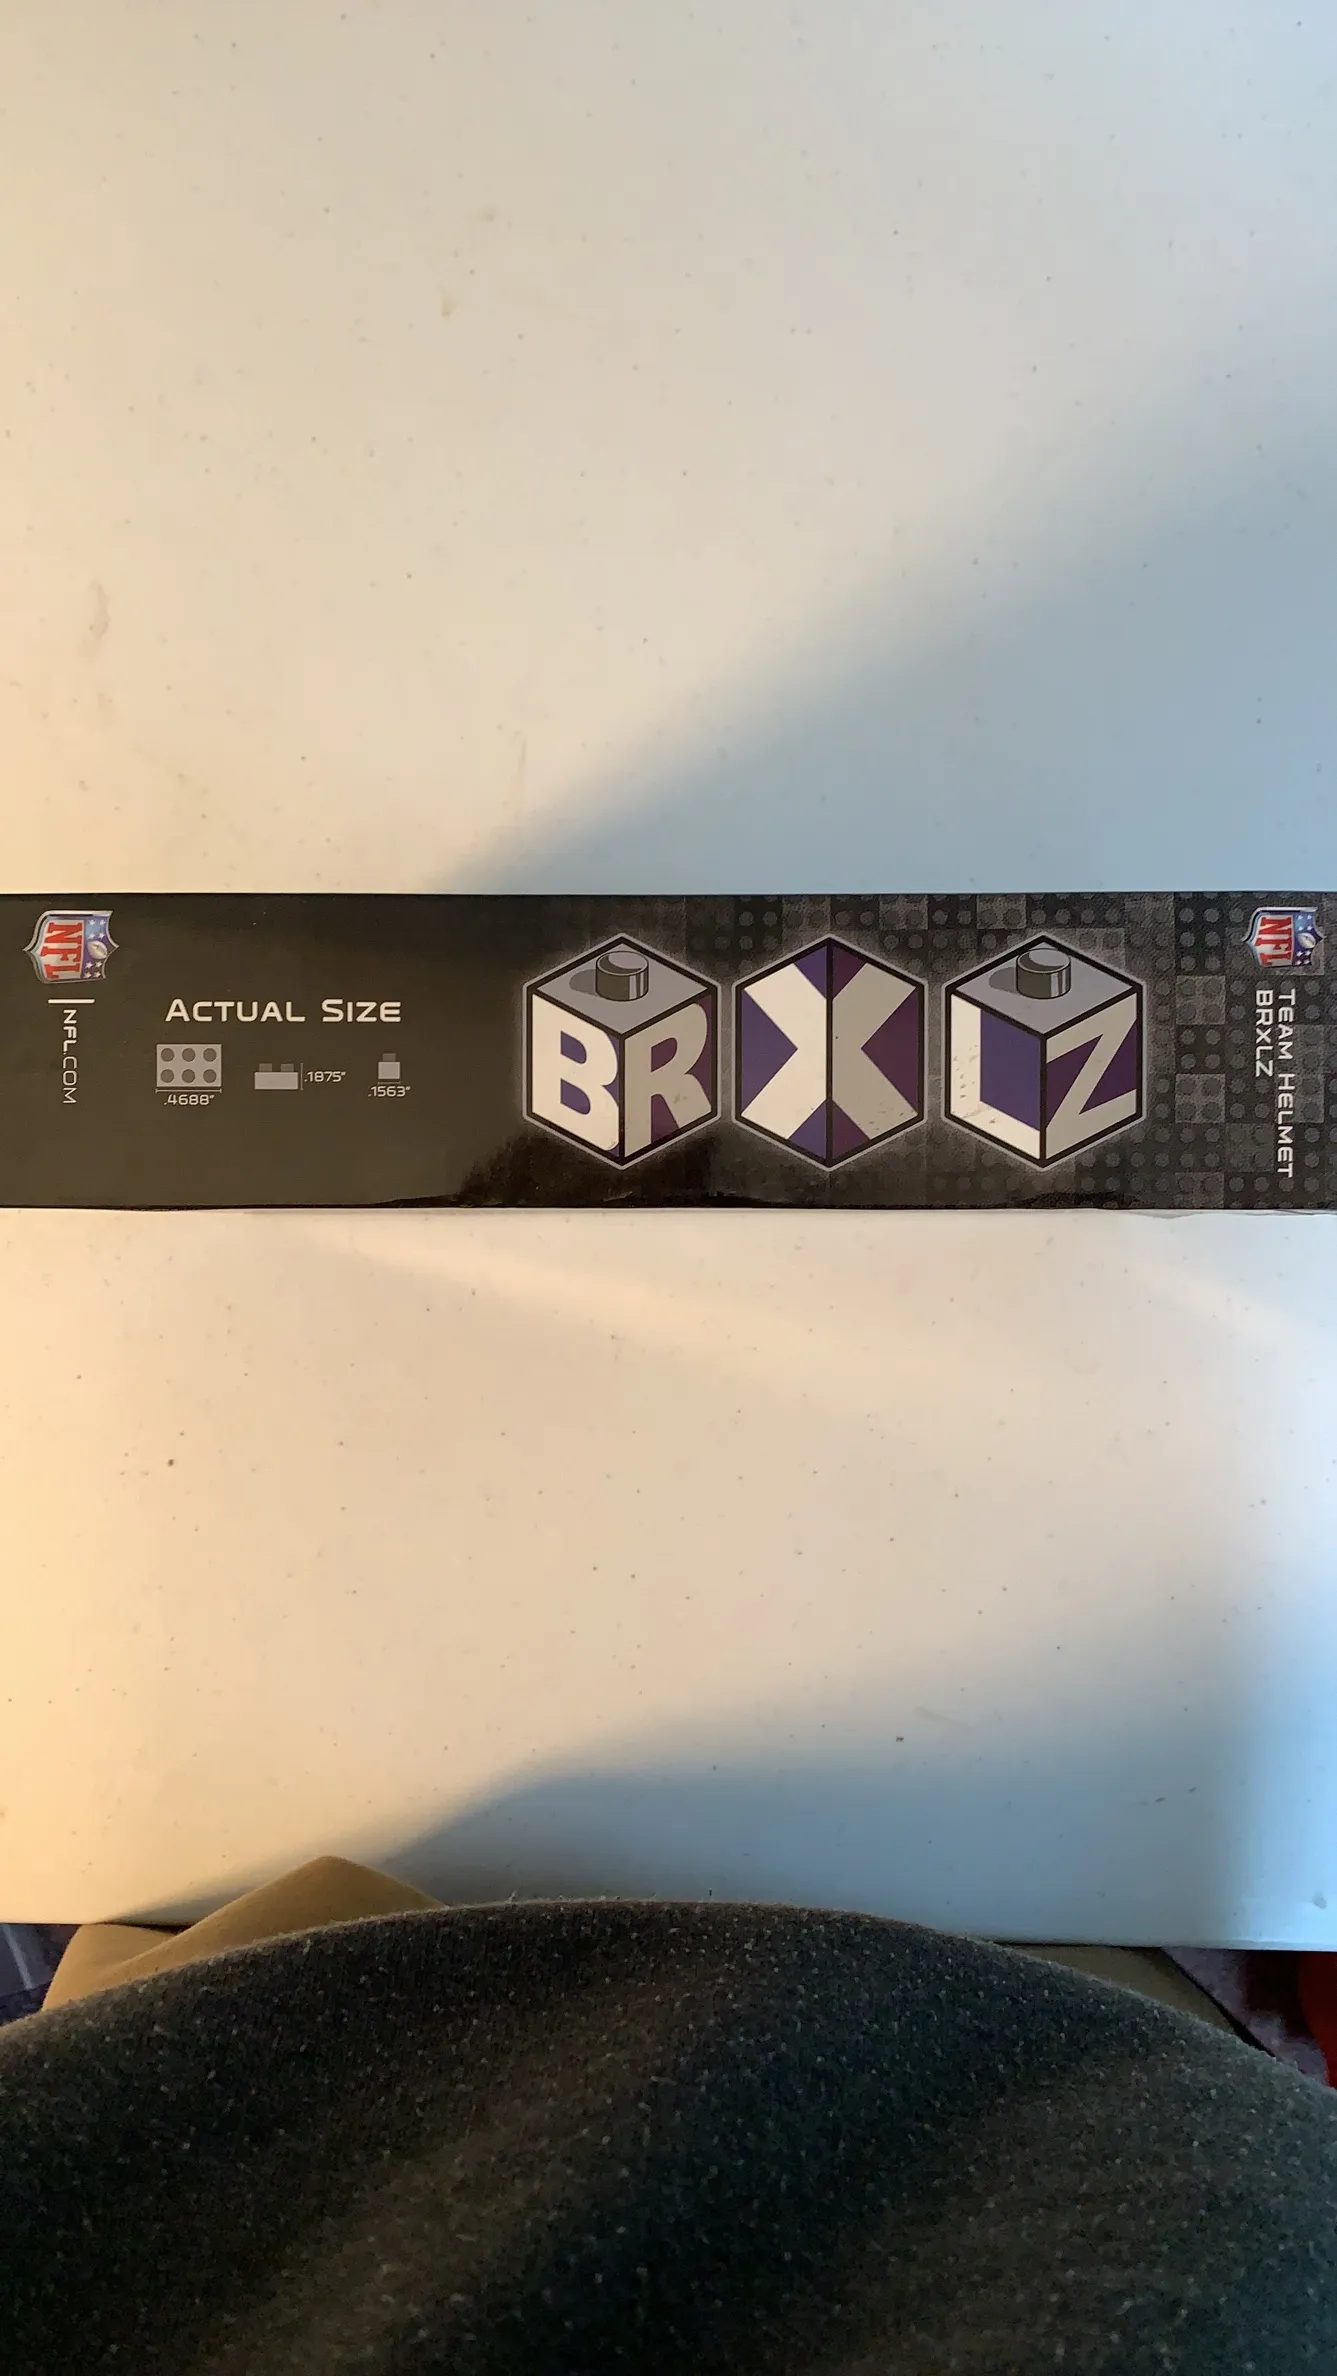 NFL
NFL.COM
ACTUAL SIZE
.4688"
.1875"
.1563"
BRXLZ
NFL
TEAM HELMET
BRXLZ